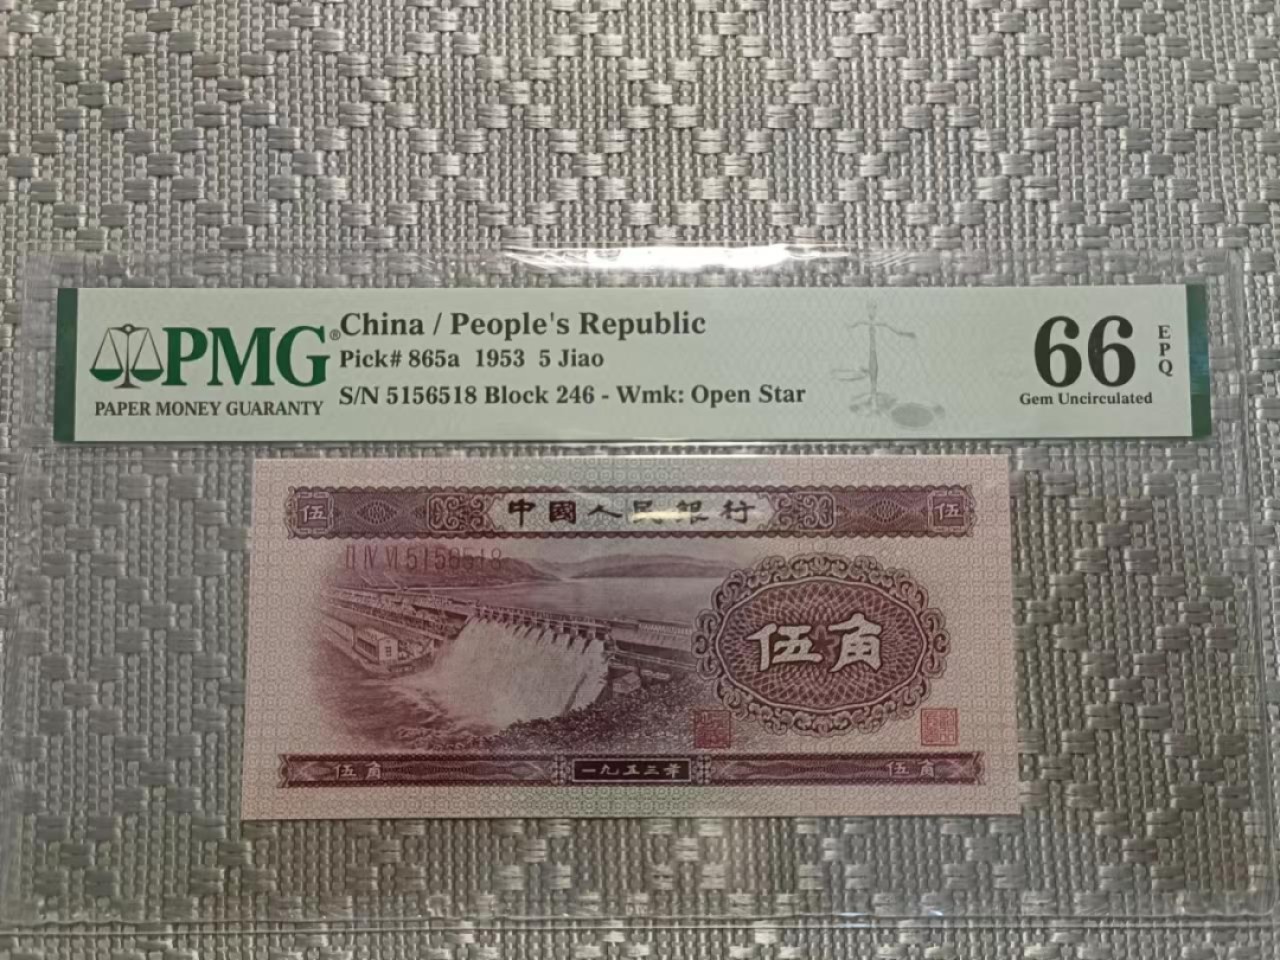 PMG®
PAPER MONEY GUARANTY
China / People's Republic
Pick# 865a 1953 5 Jiao
S/N 5156518 Block 246 - Wmk: Open Star
66 EPQ
Gem Uncirculated
伍 中國人民銀行 伍
II IV VI 5156518
伍角
伍角 一九五三年 伍角